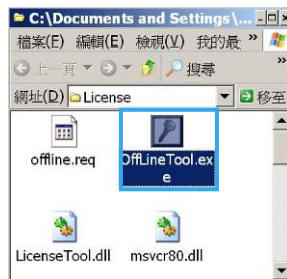 C:\Documents and Settings\...
檔案(F) 編輯(E) 檢視(V) 我的最 »
上一頁 搜尋 »
網址(D) License 移至
offline.req OffLineTool.ex
e
LicenseTool.dll msvcr80.dll